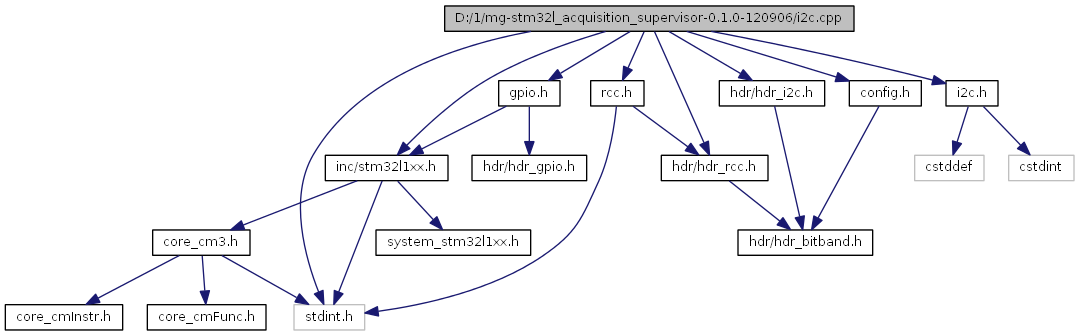 D:/1/mg-stm32l_acquisition_supervisor-0.1.0-120906/i2c.cpp
gpio.h
rcc.h
hdr/hdr_i2c.h
config.h
i2c.h
inc/stm32l1xx.h
hdr/hdr_gpio.h
hdr/hdr_rcc.h
cstddef
cstdint
core_cm3.h
system_stm32l1xx.h
hdr/hdr_bitband.h
core_cmInstr.h
core_cmFunc.h
stdint.h